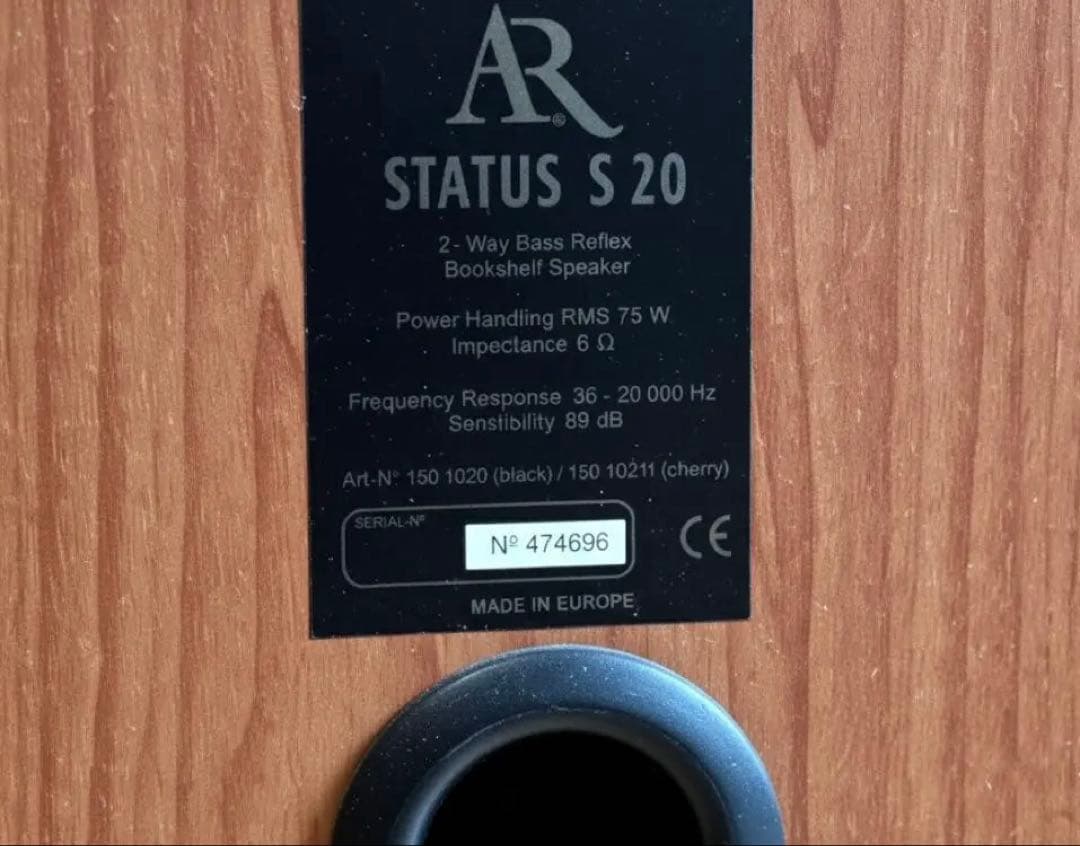 AR®
STATUS S 20
2- Way Bass Reflex
Bookshelf Speaker
Power Handling RMS 75 W
Impectance 6 Ω
Frequency Response 36 - 20 000 Hz
Senstibility 89 dB
Art-N° 150 1020 (black) / 150 10211 (cherry)
SERIAL-Nº
Nº 474696
CE
MADE IN EUROPE